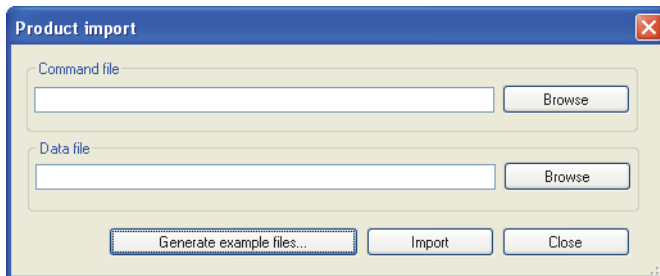 Product import
Command file
Browse
Data file
Browse
Generate example files... Import Close